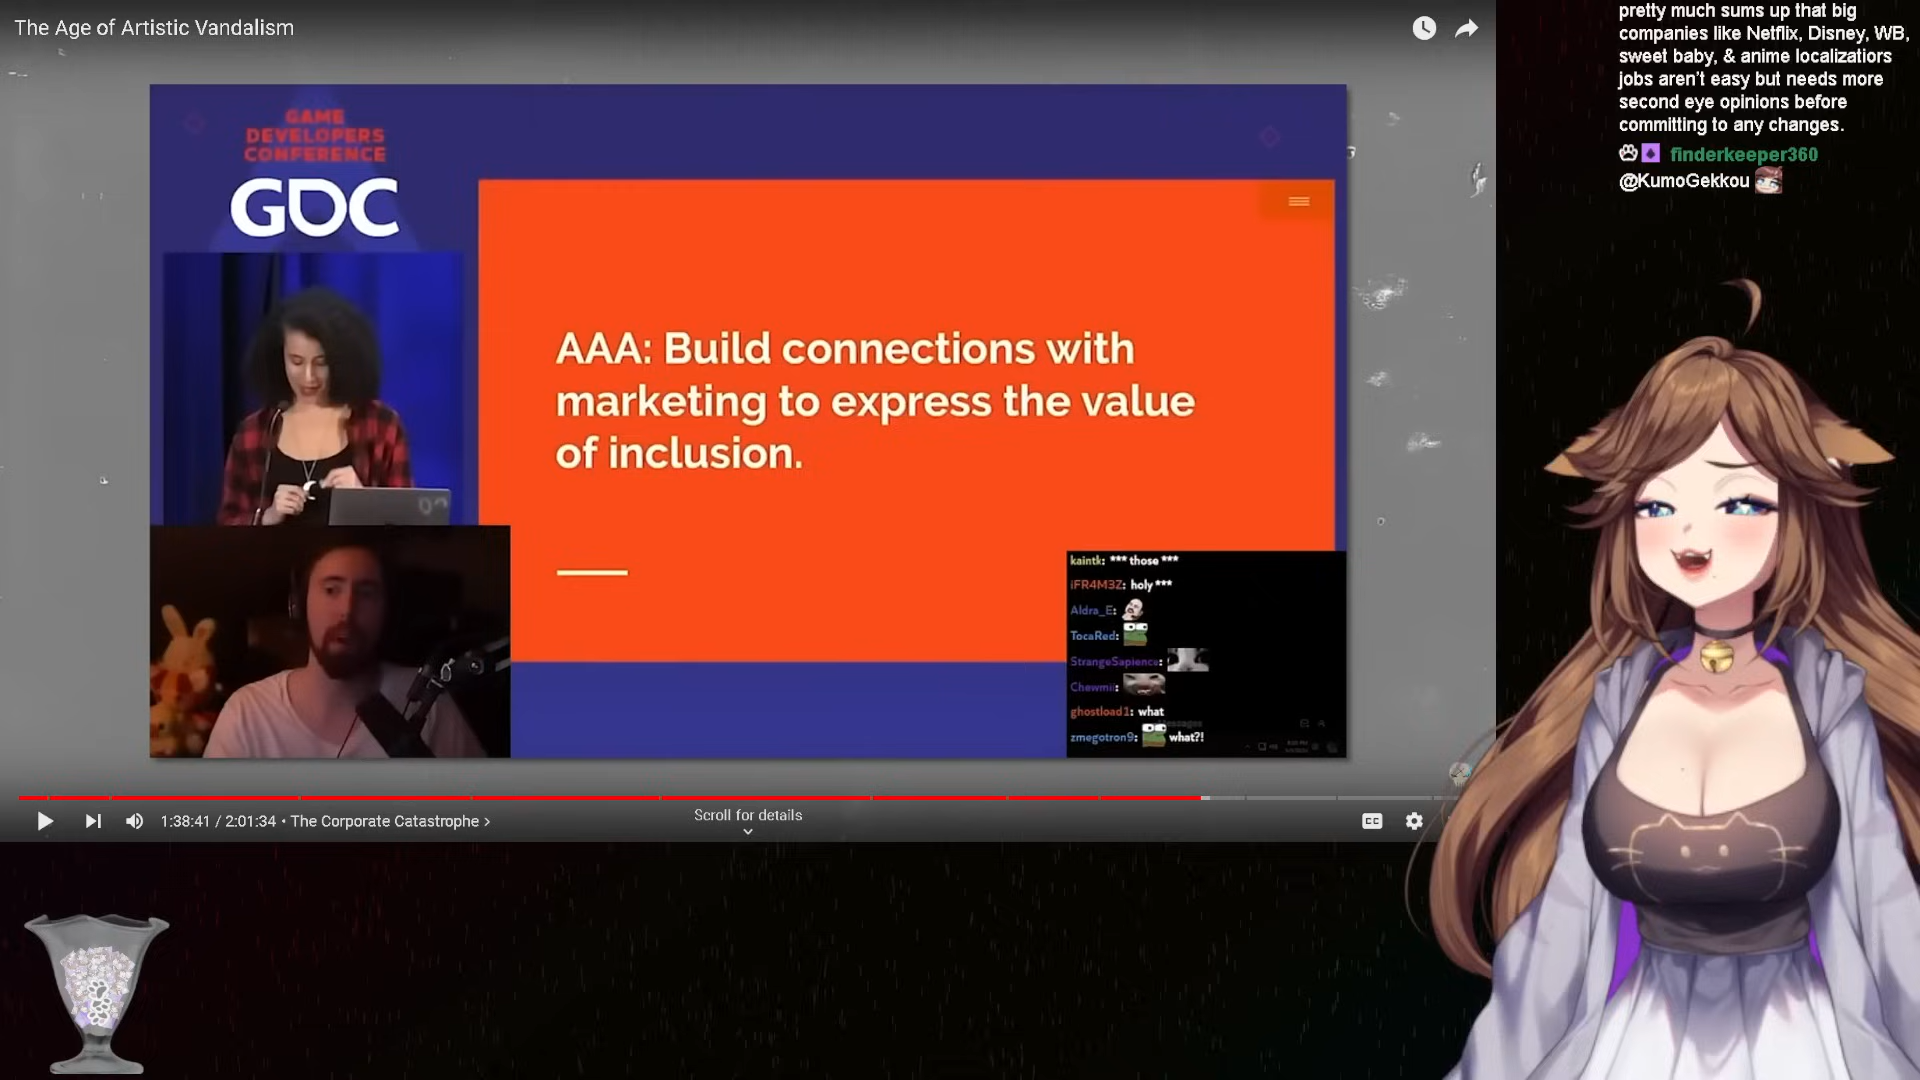 The Age of Artistic Vandalism
pretty much sums up that big
companies like Netflix, Disney, WB,
sweet baby, & anime localizatiors
jobs aren't easy but needs more
second eye opinions before
committing to any changes.
finderkeeper360
@KumoGekkou
GAME
DEVELOPERS
CONFERENCE
GDC
AAA: Build connections with
marketing to express the value
of inclusion.
kaintk: *** those ***
iFR4M3Z: holy ***
Aldra_E:
TocaRed:
StrangeSapience:
Chewmii:
ghostload1: what
zmegotron9: what?!
1:38:41 / 2:01:34 • The Corporate Catastrophe >
Scroll for details
CC